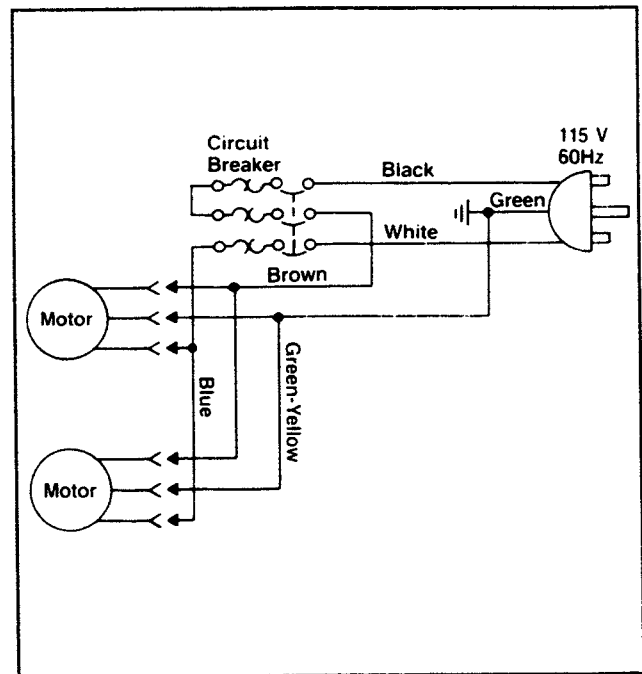 115 V
60Hz
Circuit
Breaker
Black
Green
White
Brown
Motor
Blue
Green-Yellow
Motor